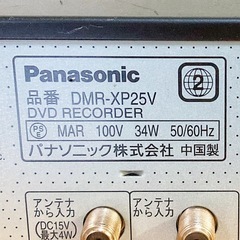 Panasonic
2
品番 DMR-XP25V
DVD RECORDER
PS E MAR 100V 34W 50/60Hz
パナソニック株式会社 中国製
アンテナ から入力
DC15V 最大4W
アンテナ から入力